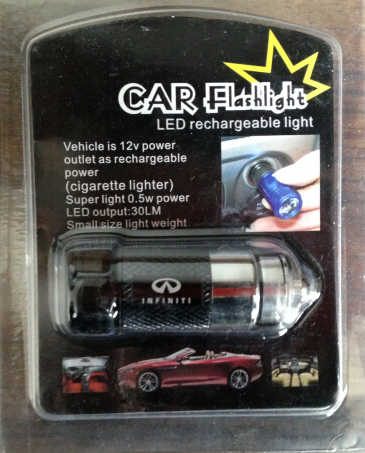 CAR Flashlight
LED rechargeable light
Vehicle is 12v power
outlet as rechargeable
power
(cigarette lighter)
Super light 0.5w power
LED output:30LM
Small size light weight
INFINITI